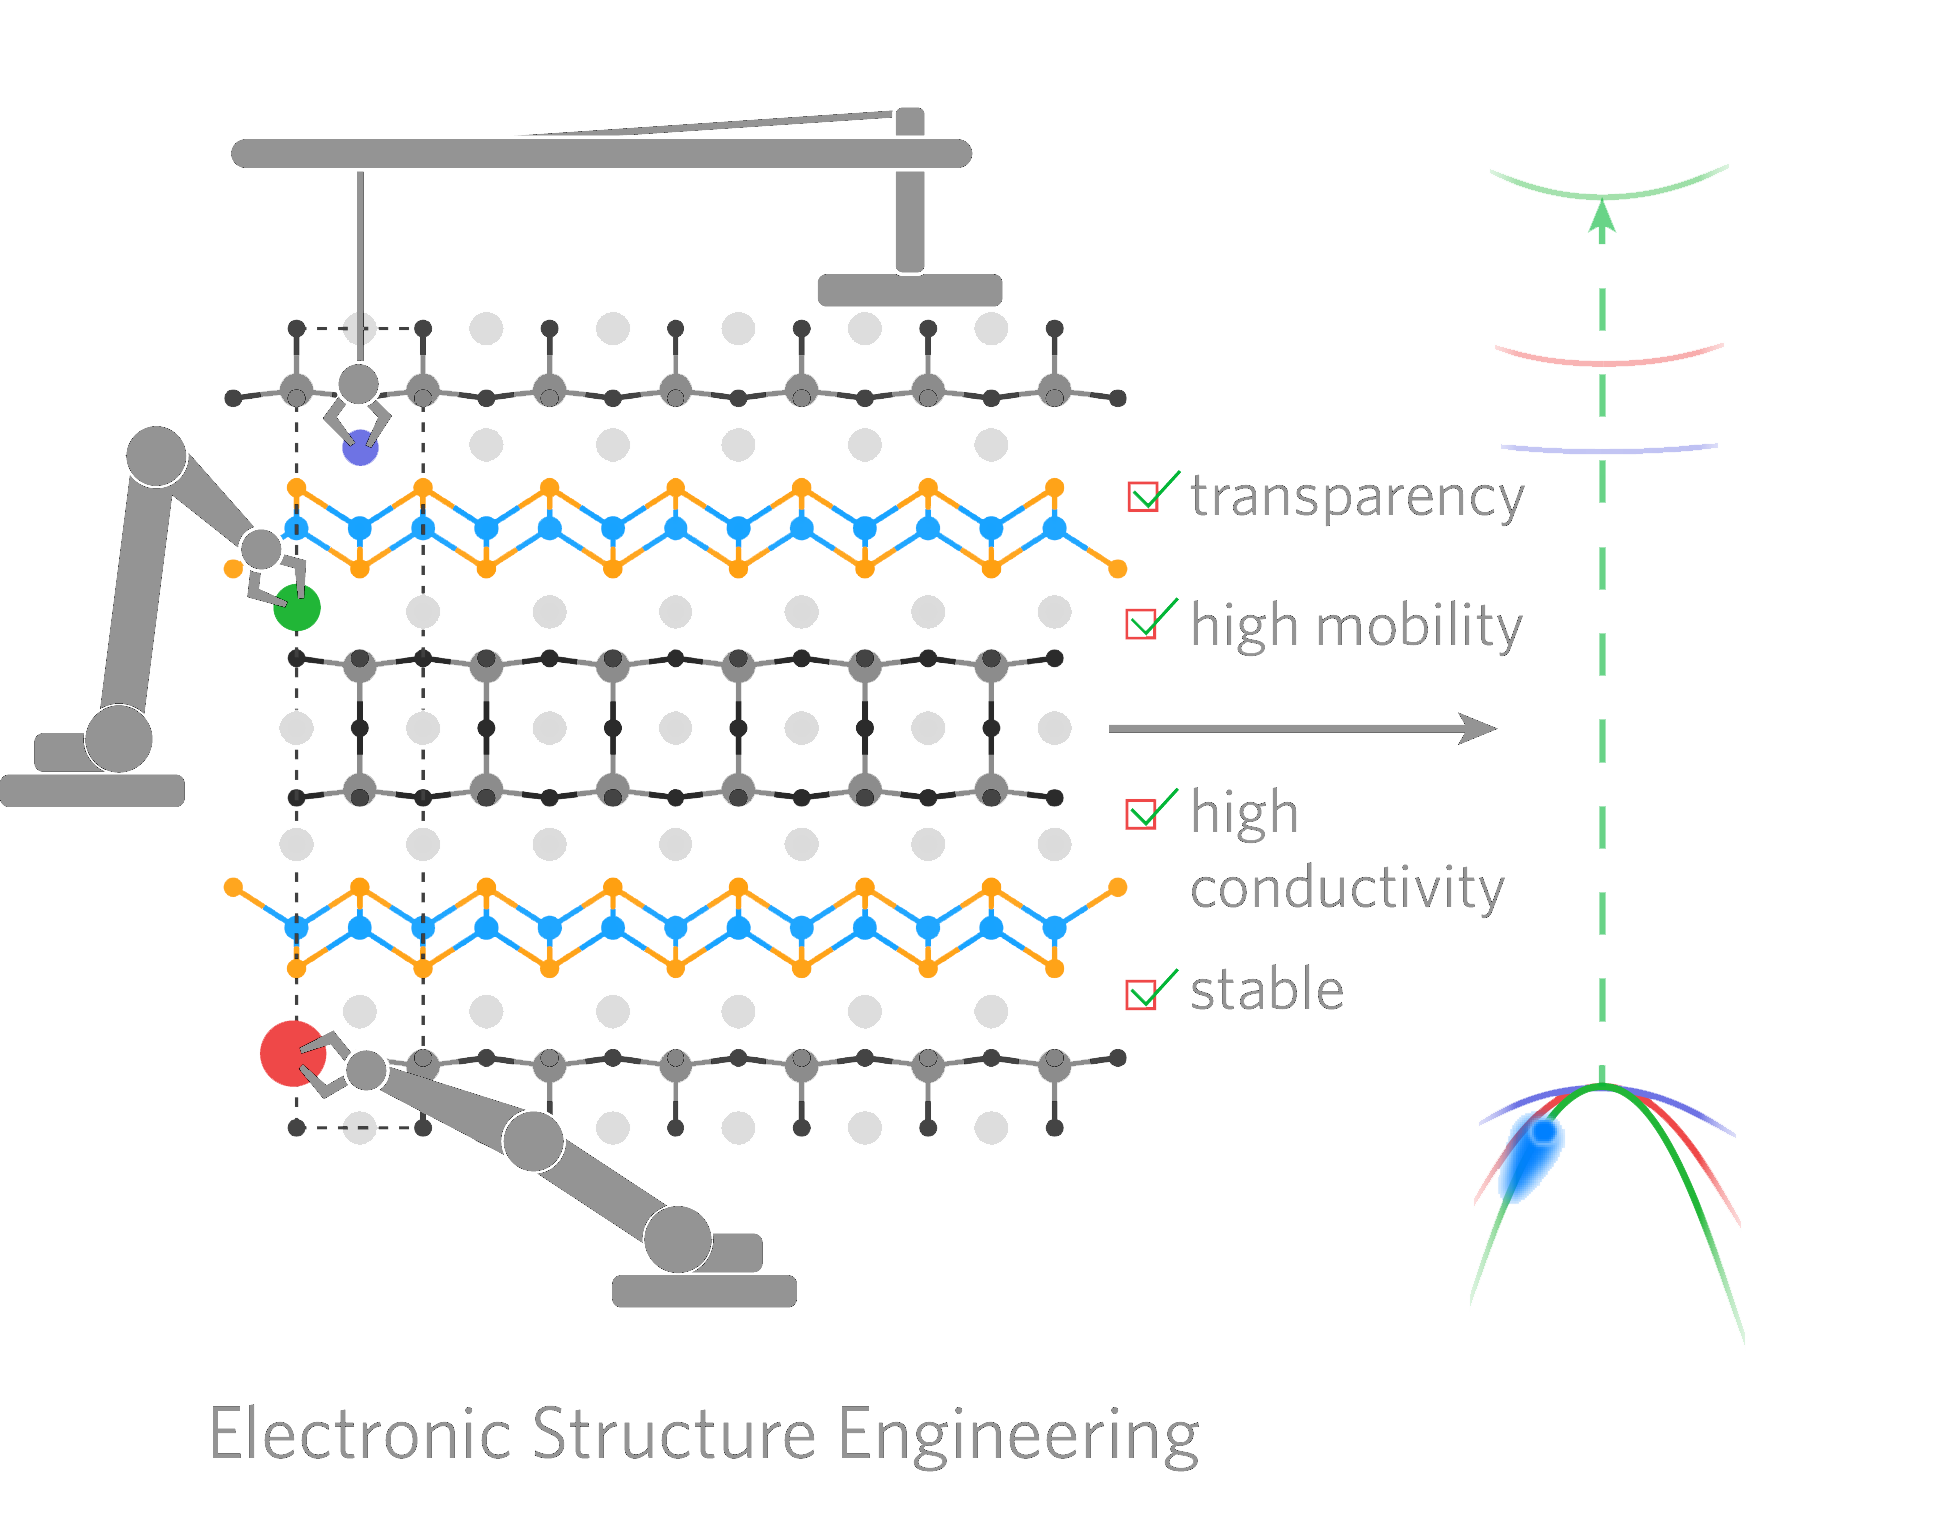 transparency
high mobility
high
conductivity
stable
Electronic Structure Engineering